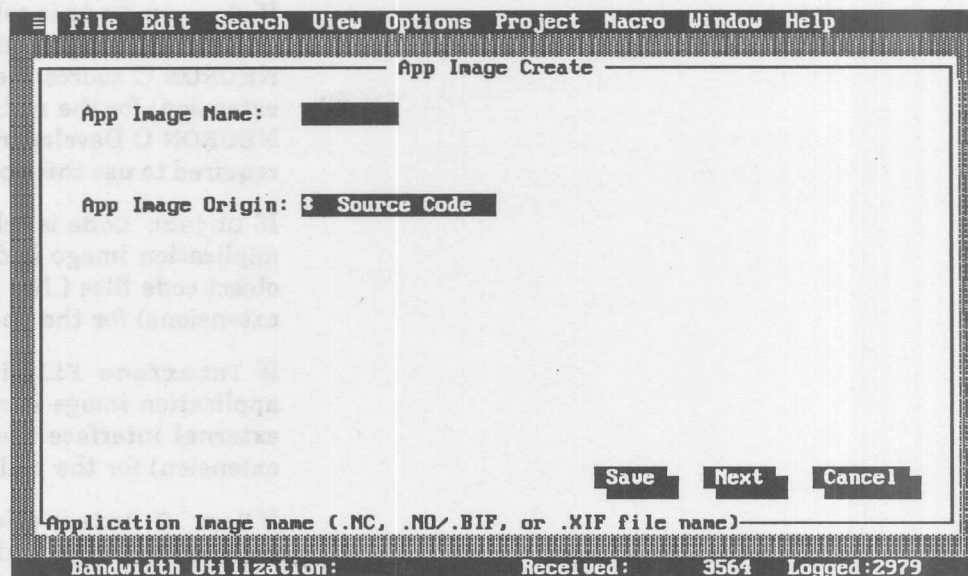 ≡ File Edit Search View Options Project Macro Window Help
App Image Create
App Image Name:
App Image Origin: ↕ Source Code
Save Next Cancel
Application Image name (.NC, .NO/.BIF, or .XIF file name)
Bandwidth Utilization: Received: 3564 Logged:2979